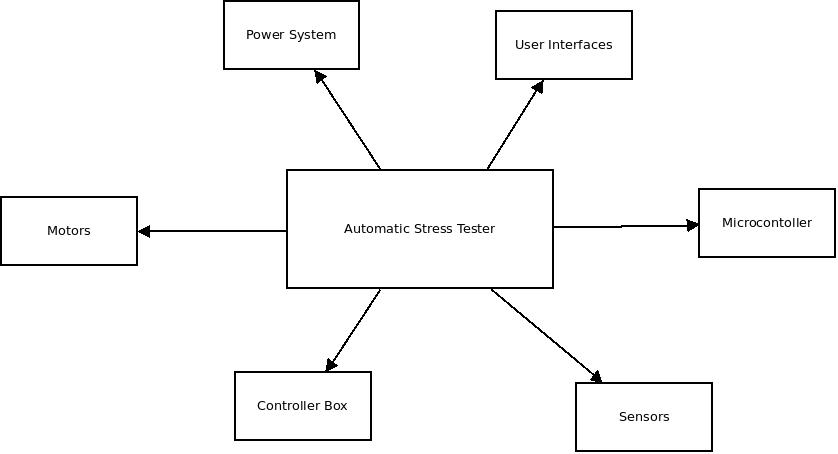 Power System
User Interfaces
Motors
Automatic Stress Tester
Microcontoller
Controller Box
Sensors